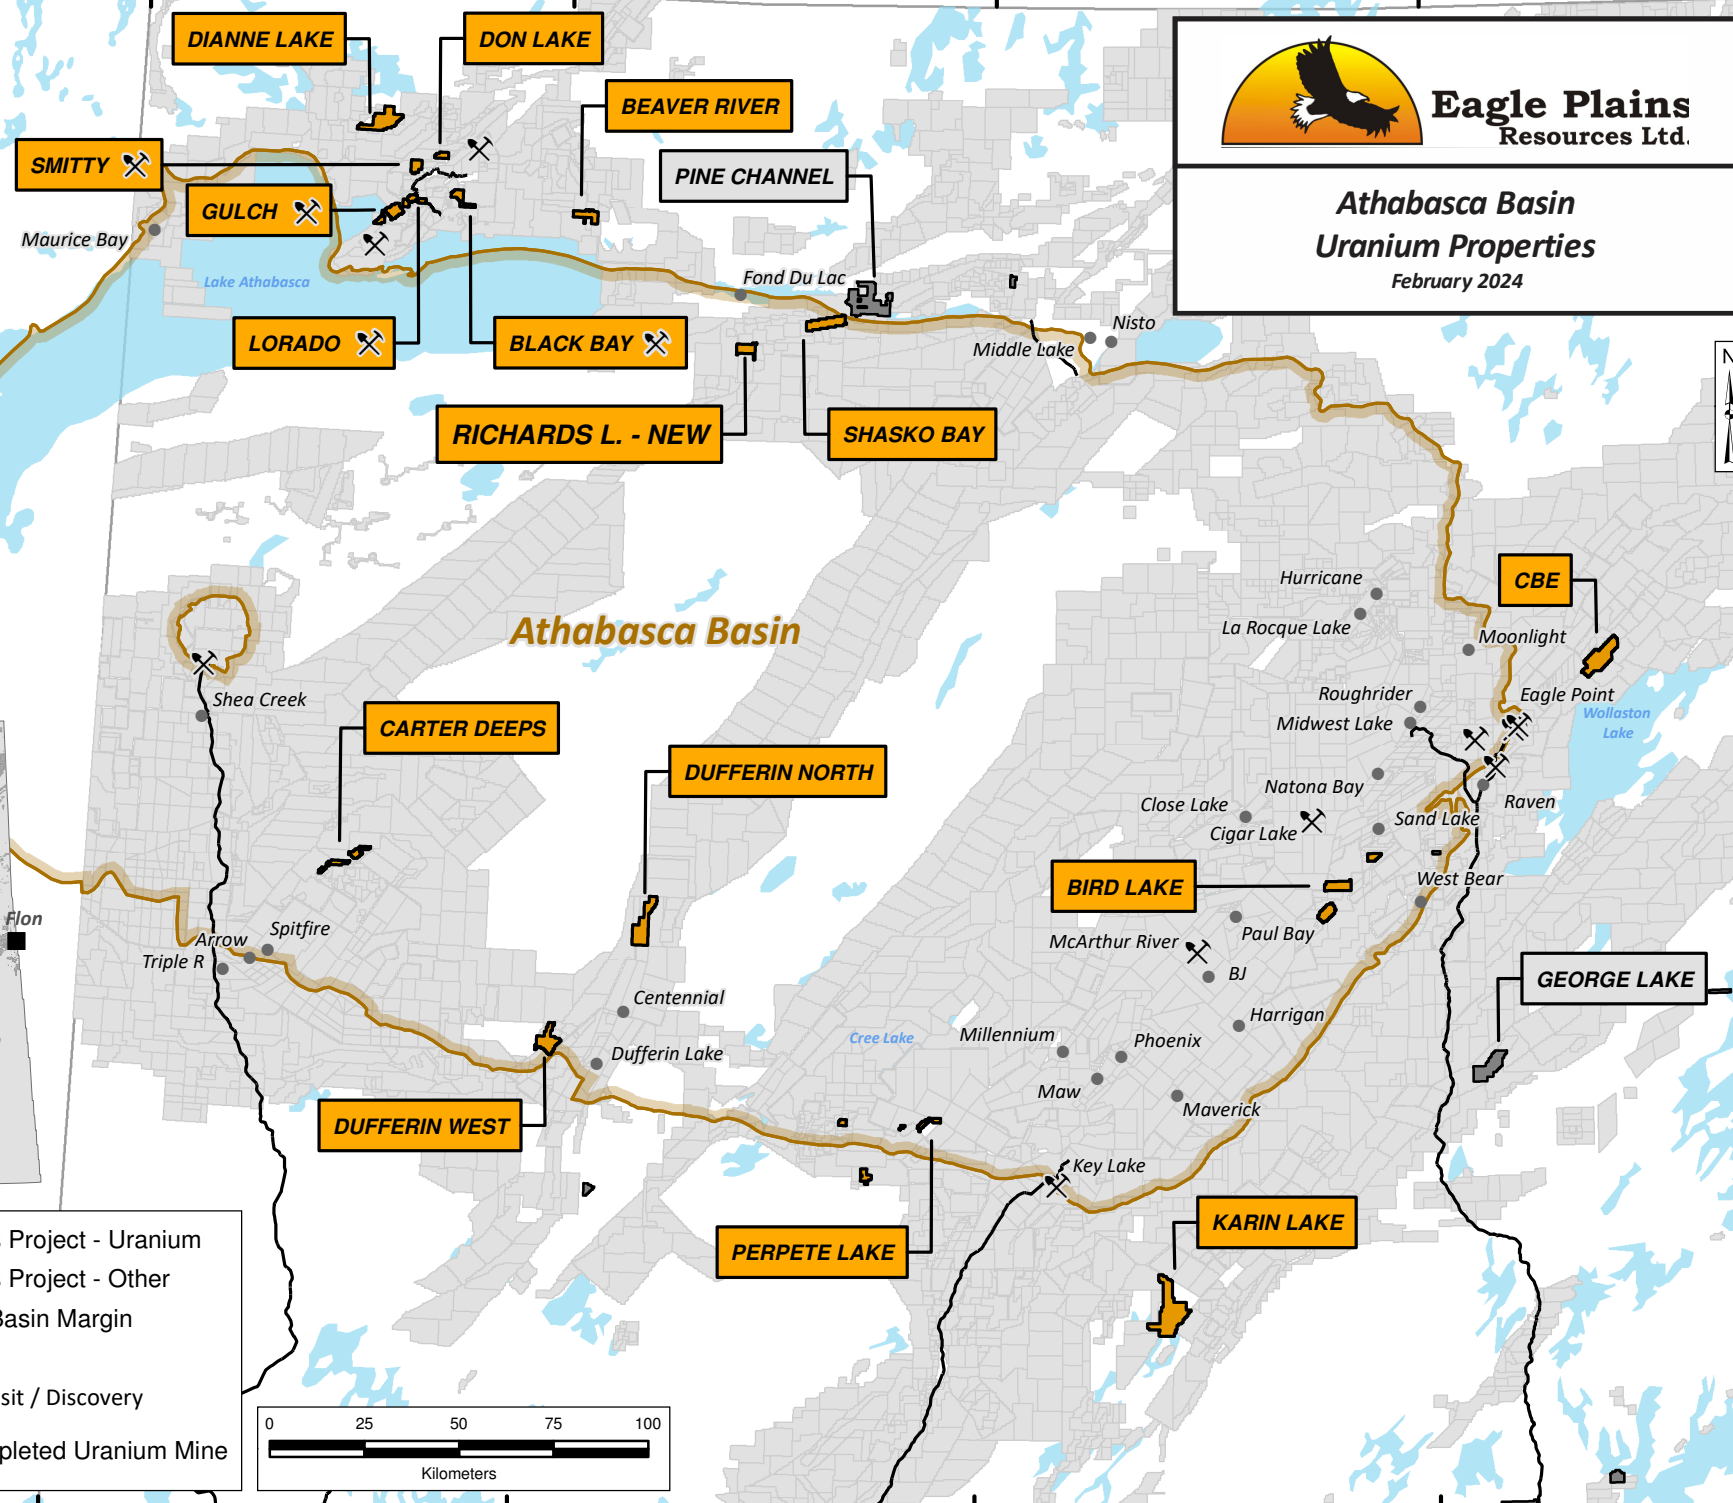 DIANNE LAKE
DON LAKE
BEAVER RIVER
SMITTY
PINE CHANNEL
GULCH
Maurice Bay
Lake Athabasca
Fond Du Lac
LORADO
BLACK BAY
Nisto
Middle Lake
RICHARDS L. - NEW
SHASKO BAY
Eagle Plains
Resources Ltd.
Athabasca Basin
Uranium Properties
February 2024
N
Athabasca Basin
Hurricane
CBE
La Rocque Lake
Moonlight
Roughrider
Eagle Point
Midwest Lake
Wollaston
Lake
Shea Creek
CARTER DEEPS
DUFFERIN NORTH
Natona Bay
Close Lake
Raven
Cigar Lake
Sand Lake
BIRD LAKE
West Bear
Flon
Spitfire
Arrow
Triple R
Paul Bay
McArthur River
BJ
GEORGE LAKE
Centennial
Harrigan
Cree Lake
Millennium
Phoenix
Dufferin Lake
Maw
Maverick
DUFFERIN WEST
Key Lake
KARIN LAKE
PERPETE LAKE
Project - Uranium
Project - Other
Basin Margin
sit / Discovery
pleted Uranium Mine
0 25 50 75 100
Kilometers